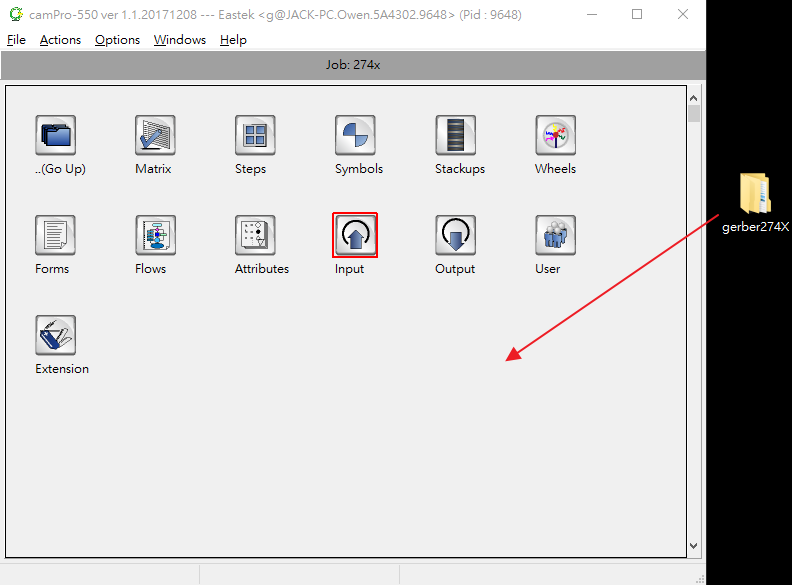 camPro-550 ver 1.1.20171208 --- Eastek <g@JACK-PC.Owen.5A4302.9648> (Pid : 9648)
File Actions Options Windows Help
Job: 274x
..(Go Up) Matrix Steps Symbols Stackups Wheels
gerber274X
Forms Flows Attributes Input Output User
Extension